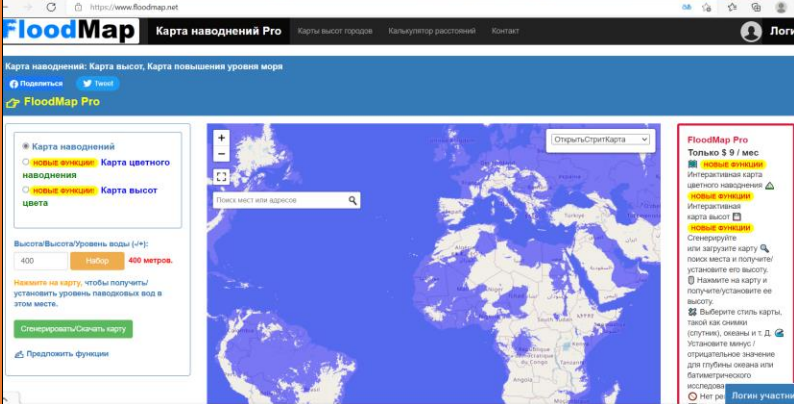 https://www.floodmap.net
FloodMap
Карта наводнений Pro
Карты высот городов
Калькулятор расстояний
Контакт
Логи
Карта наводнений: Карта высот, Карта повышения уровня моря
Поделиться
Tweet
FloodMap Pro
Карта наводнений
НОВЫЕ ФУНКЦИИ! Карта цветного
наводнения
НОВЫЕ ФУНКЦИИ! Карта высот
цвета
Высота/Высота/Уровень воды (-/+):
400
Набор
400 метров.
Нажмите на карту, чтобы получить/
установить уровень паводковых вод в
этом месте.
Сгенерировать/Скачать карту
Предложить функции
+
−
Поиск мест или адресов
ОткрытьСтритКарта
Türkiye
South Sudan
Angola
FloodMap Pro
Только $ 9 / мес
НОВЫЕ ФУНКЦИИ
Интерактивная карта
цветного наводнения
НОВЫЕ ФУНКЦИИ
Интерактивная
карта высот
НОВЫЕ ФУНКЦИИ
Сгенерируйте
или загрузите карту
поиск места и получите/
установите его высоту.
Нажмите на карту и
получите/установите ее
высоту.
Выберите стиль карты,
такой как снимки
(спутник), океаны и т. Д.
Установите минус /
отрицательное значение
для глубины океана или
батиметрического
исследова
Нет ре
Логин участни